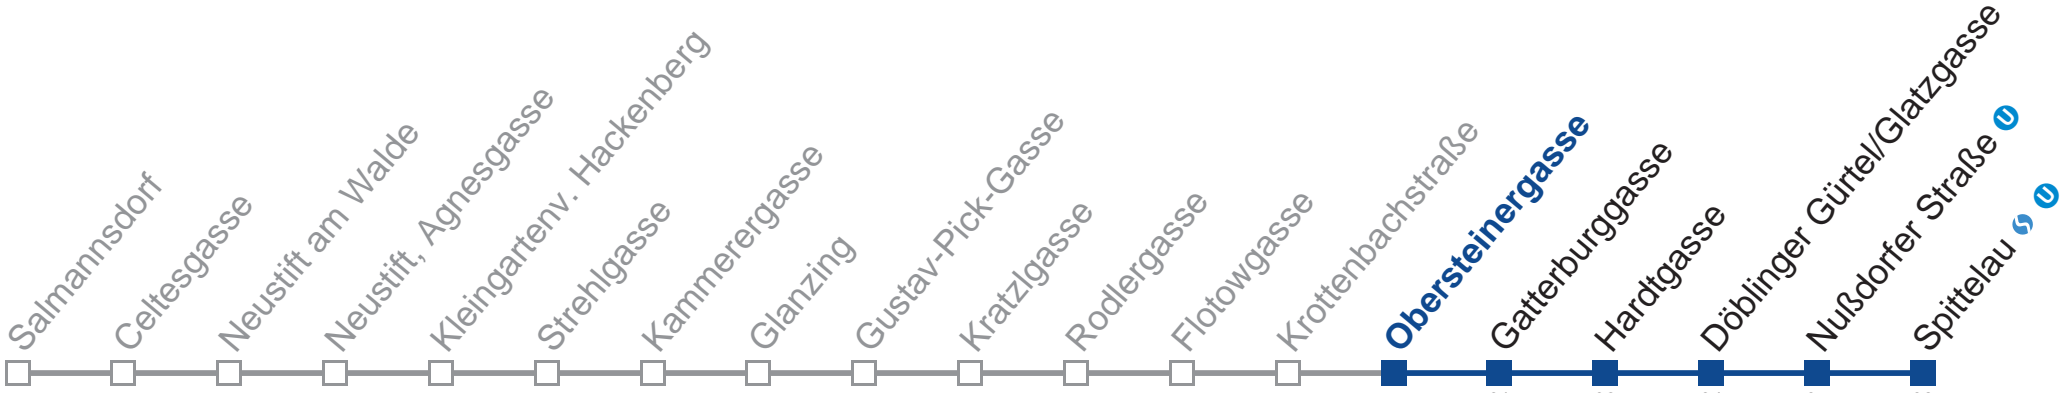 Salmannsdorf
Celtesgasse
Neustift am Walde
Neustift, Agnesgasse
Kleingartenv. Hackenberg
Strehlgasse
Kammerergasse
Glanzing
Gustav-Pick-Gasse
Kratzlgasse
Rodlergasse
Flotowgasse
Krottenbachstraße
Obersteinergasse
Gatterburggasse
Hardtgasse
Döblinger Gürtel/Glatzgasse
Nußdorfer Straße U
Spittelau S U